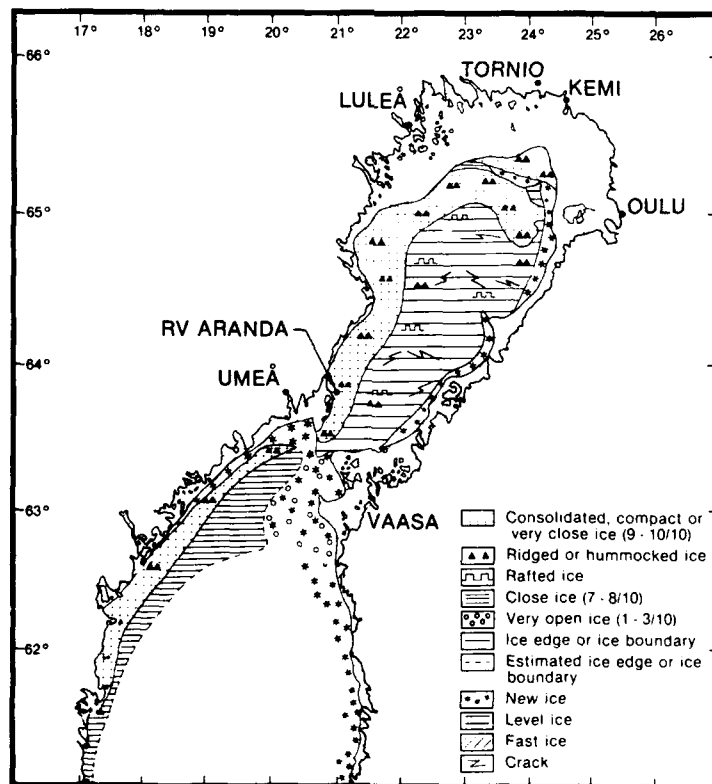 17° 18° 19° 20° 21° 22° 23° 24° 25° 26°
66°
TORNIO
KEMI
LULEÅ
65°
OULU
RV ARANDA
64°
UMEÅ
63°
VAASA
62°
Consolidated, compact or
very close ice (9 - 10/10)
Ridged or hummocked ice
Rafted ice
Close ice (7 - 8/10)
Very open ice (1 - 3/10)
Ice edge or ice boundary
Estimated ice edge or ice
boundary
New ice
Level ice
Fast ice
Crack